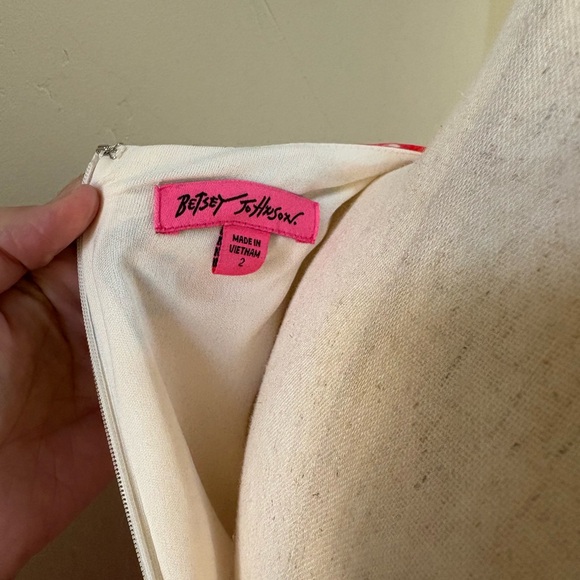 BETSEY JOHNSON.
MADE IN
VIETNAM
2